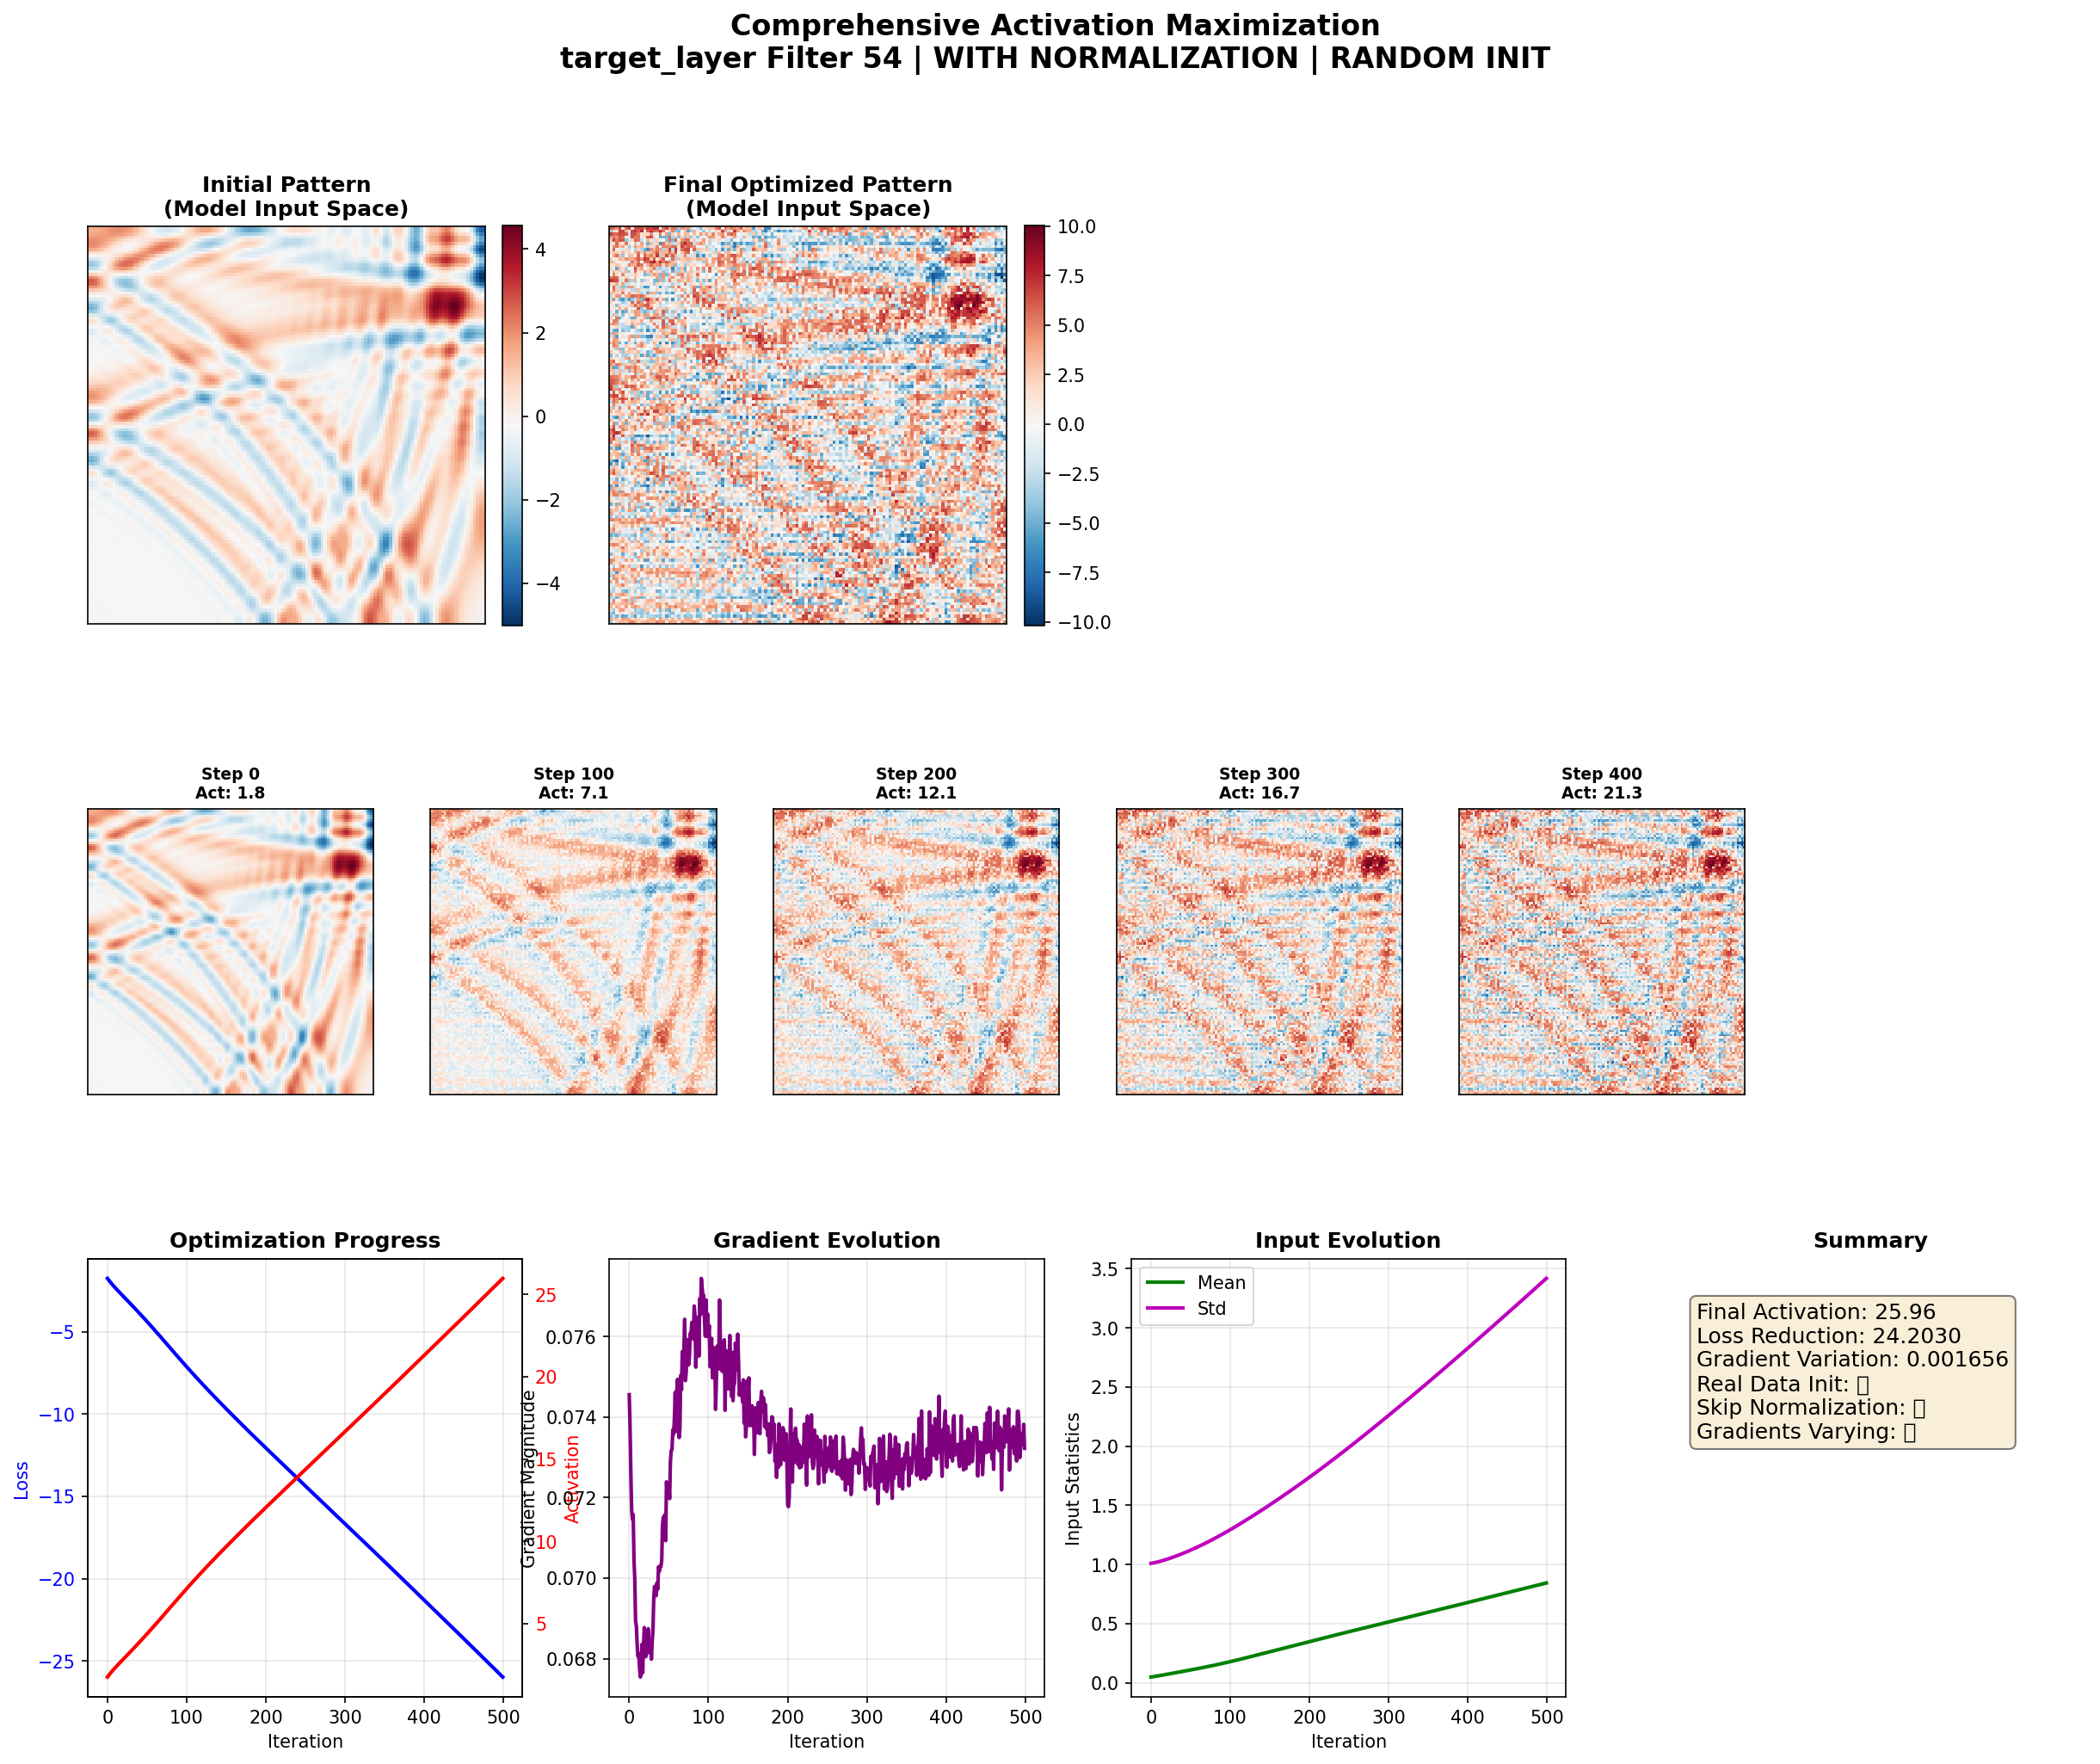 Comprehensive Activation Maximization
target_layer Filter 54 | WITH NORMALIZATION | RANDOM INIT
Initial Pattern
(Model Input Space)
4
2
0
−2
−4
Final Optimized Pattern
(Model Input Space)
10.0
7.5
5.0
2.5
0.0
−2.5
−5.0
−7.5
−10.0
Step 0
Act: 1.8
Step 100
Act: 7.1
Step 200
Act: 12.1
Step 300
Act: 16.7
Step 400
Act: 21.3
Optimization Progress
Loss
−5
−10
−15
−20
−25
0 100 200 300 400 500
Iteration
25
20
15
10
5
Activation
Gradient Evolution
Gradient Magnitude
0.076
0.074
0.072
0.070
0.068
0 100 200 300 400 500
Iteration
Input Evolution
Mean
Std
Input Statistics
3.5
3.0
2.5
2.0
1.5
1.0
0.5
0.0
0 100 200 300 400 500
Iteration
Summary
Final Activation: 25.96
Loss Reduction: 24.2030
Gradient Variation: 0.001656
Real Data Init: 
Skip Normalization: 
Gradients Varying: